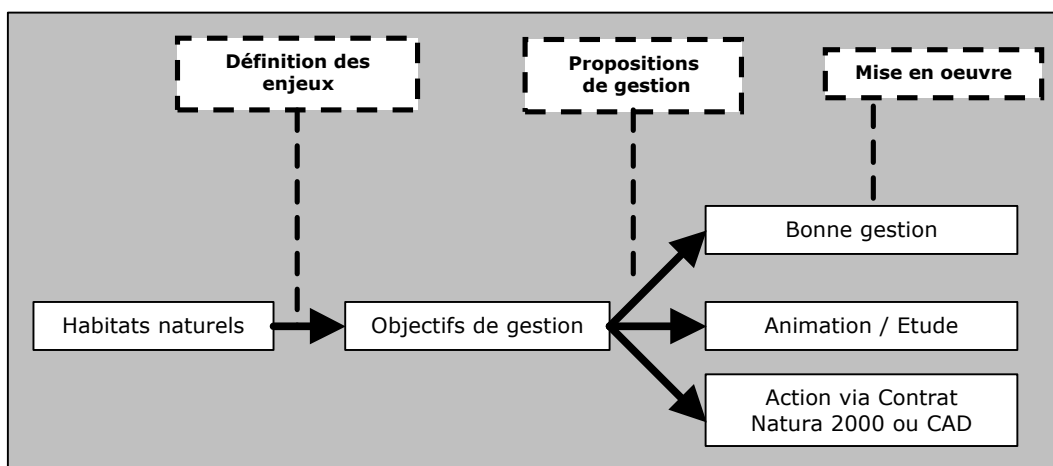 Définition des
enjeux
Propositions
de gestion
Mise en oeuvre
Bonne gestion
Habitats naturels
Objectifs de gestion
Animation / Etude
Action via Contrat
Natura 2000 ou CAD